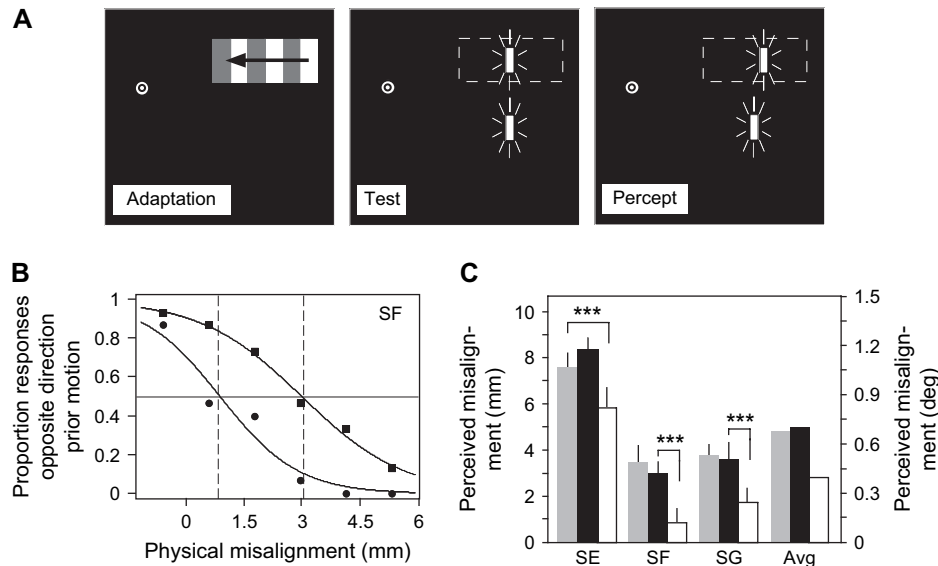 A
Adaptation
Test
Percept
B
Proportion responses
opposite direction
prior motion
1
0.8
0.6
0.4
0.2
0
SF
0
1.5
3
4.5
6
Physical misalignment (mm)
C
Perceived misalign-
ment (mm)
10
8
6
4
2
0
***
***
***
SE
SF
SG
Avg
1.5
1.2
0.9
0.6
0.3
0
Perceived misalign-
ment (deg)